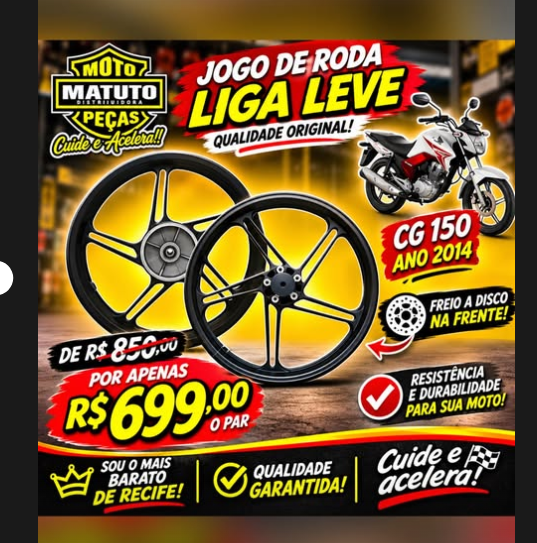 MOTO
MATUTO
DISTRIBUIDORA
PEÇAS
Cuide e Acelera!!
JOGO DE RODA
LIGA LEVE
QUALIDADE ORIGINAL!
CG 150
ANO 2014
FREIO A DISCO
NA FRENTE!
DE R$ 850,00
POR APENAS
R$699,00
O PAR
RESISTÊNCIA
E DURABILIDADE
PARA SUA MOTO!
SOU O MAIS
BARATO
DE RECIFE!
QUALIDADE
GARANTIDA!
Cuide e
acelera!